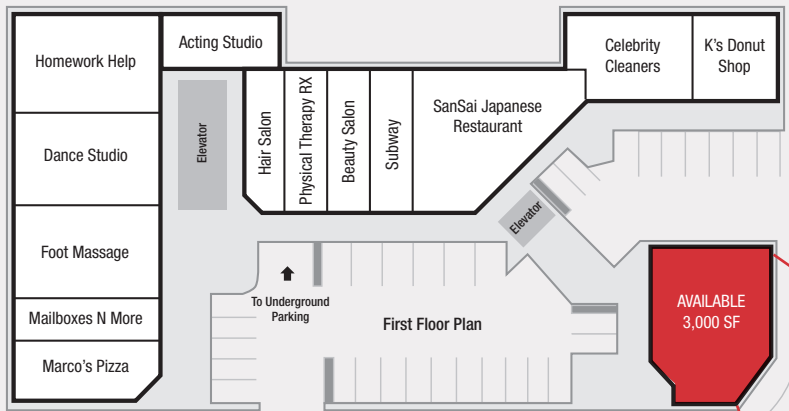 Homework Help
Acting Studio
Celebrity
Cleaners
K's Donut
Shop
Dance Studio
Elevator
Hair Salon
Physical Therapy RX
Beauty Salon
Subway
SanSai Japanese
Restaurant
Elevator
Foot Massage
Mailboxes N More
Marco's Pizza
To Underground
Parking
First Floor Plan
AVAILABLE
3,000 SF